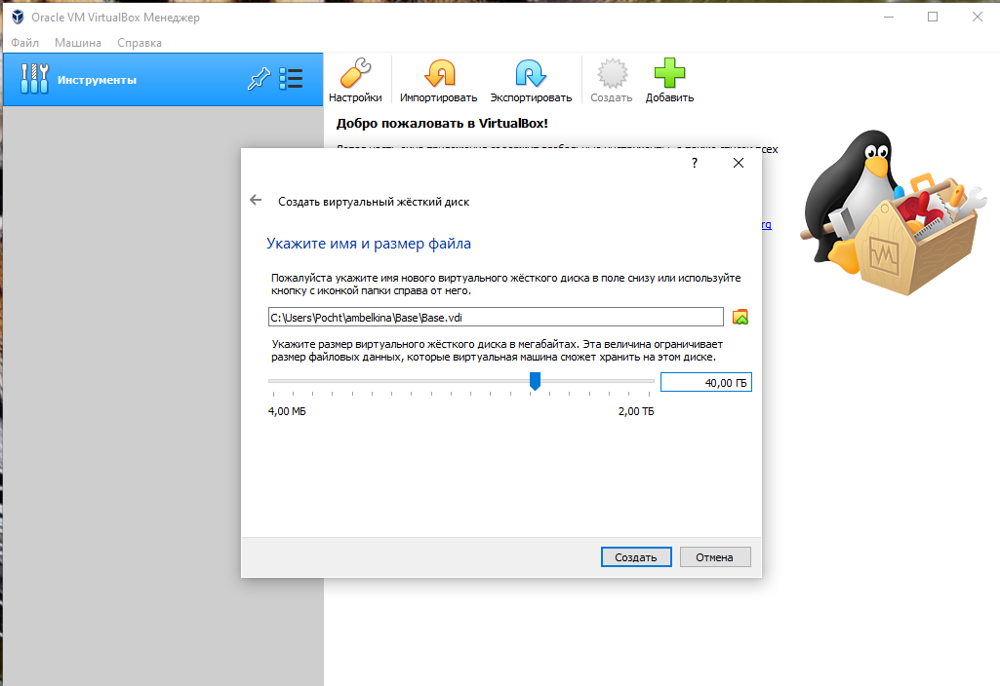 Oracle VM VirtualBox Менеджер
Файл Машина Справка
Инструменты
Настройки Импортировать Экспортировать Создать Добавить
Добро пожаловать в VirtualBox!
всех
?
Создать виртуальный жёсткий диск
Укажите имя и размер файла
Пожалуйста укажите имя нового виртуального жёсткого диска в поле снизу или используйте
кнопку с иконкой папки справа от него.
C:\Users\Pocht\ambelkina\Base\Base.vdi
Укажите размер виртуального жёсткого диска в мегабайтах. Эта величина ограничивает
размер файловых данных, которые виртуальная машина сможет хранить на этом диске.
40,00 ГБ
4,00 МБ 2,00 ТБ
Создать Отмена